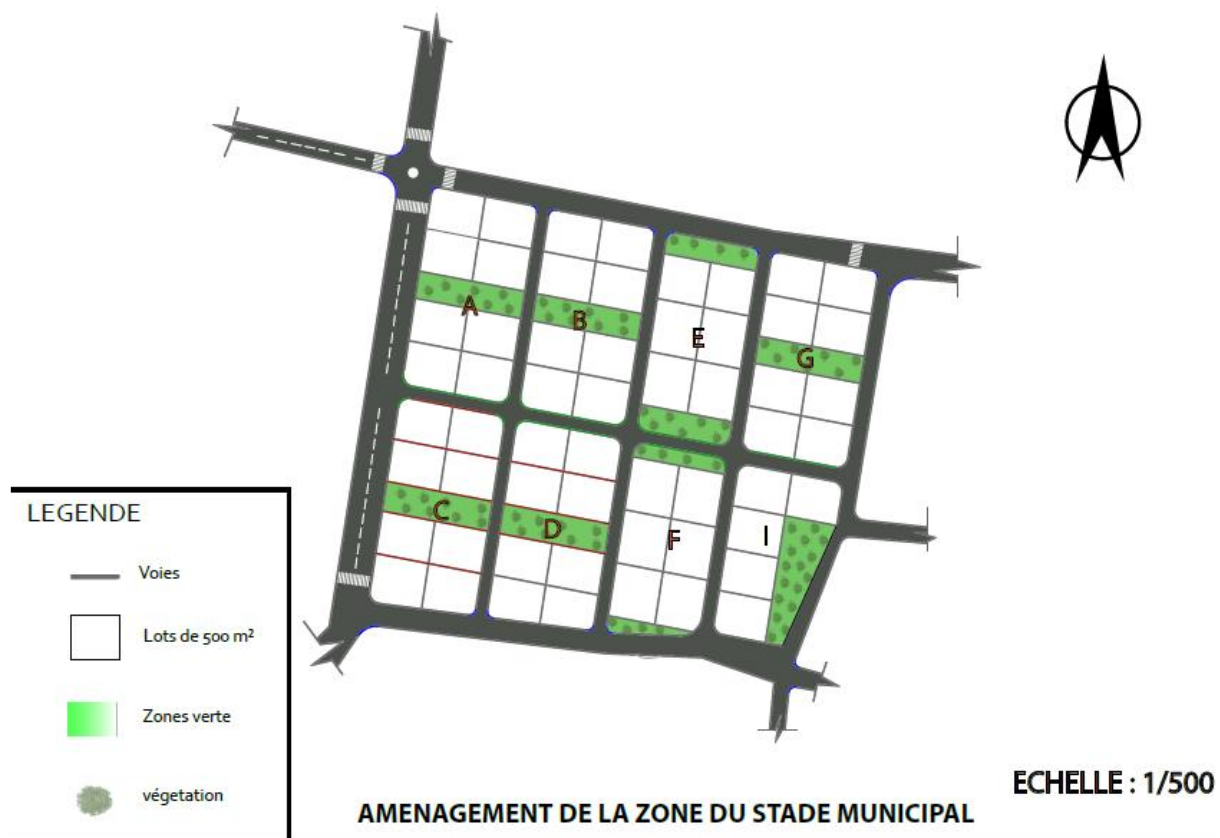 A
B
E
G
C
D
F
I
LEGENDE
Voies
Lots de 500 m²
Zones verte
végetation
ECHELLE : 1/500
AMENAGEMENT DE LA ZONE DU STADE MUNICIPAL